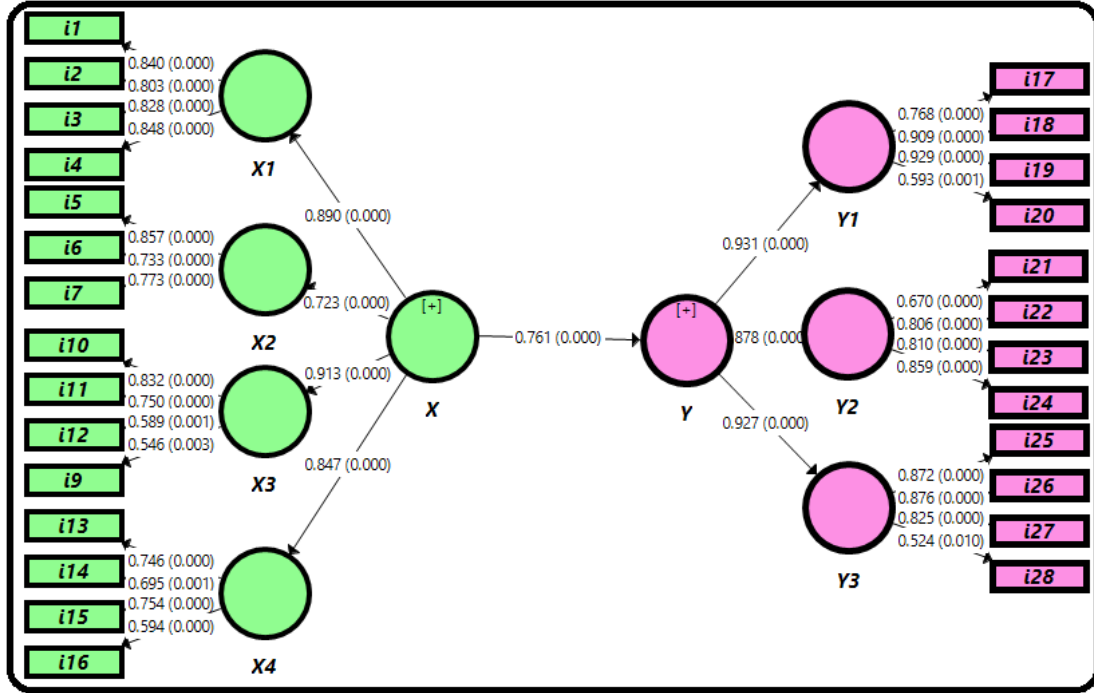 i1
i2
i3
i4
0.840 (0.000)
0.803 (0.000)
0.828 (0.000)
0.848 (0.000)
X1
i5
i6
i7
0.857 (0.000)
0.733 (0.000)
0.773 (0.000)
X2
i10
i11
i12
i9
0.832 (0.000)
0.750 (0.000)
0.589 (0.001)
0.546 (0.003)
X3
i13
i14
i15
i16
0.746 (0.000)
0.695 (0.001)
0.754 (0.000)
0.594 (0.000)
X4
0.890 (0.000)
0.723 (0.000)
0.913 (0.000)
0.847 (0.000)
[+]
X
0.761 (0.000)
[+]
Y
0.931 (0.000)
878 (0.000
0.927 (0.000)
Y1
0.768 (0.000)
0.909 (0.000)
0.929 (0.000)
0.593 (0.001)
i17
i18
i19
i20
Y2
0.670 (0.000)
0.806 (0.000)
0.810 (0.000)
0.859 (0.000)
i21
i22
i23
i24
Y3
0.872 (0.000)
0.876 (0.000)
0.825 (0.000)
0.524 (0.010)
i25
i26
i27
i28